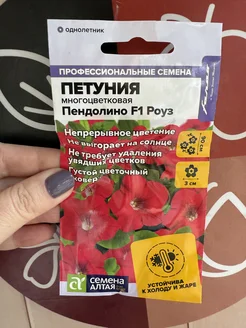 однолетник
ПРОФЕССИОНАЛЬНЫЕ СЕМЕНА
ПЕТУНИЯ
многоцветковая
Пендолино F1 Роуз
Непрерывное цветение
Не выгорает на солнце
Не требует удаления
увядших цветков
Густой цветочный
ковер
3 см
семена
АЛТАЯ
УСТОЙЧИВА
К ХОЛОДУ И ЖАРЕ